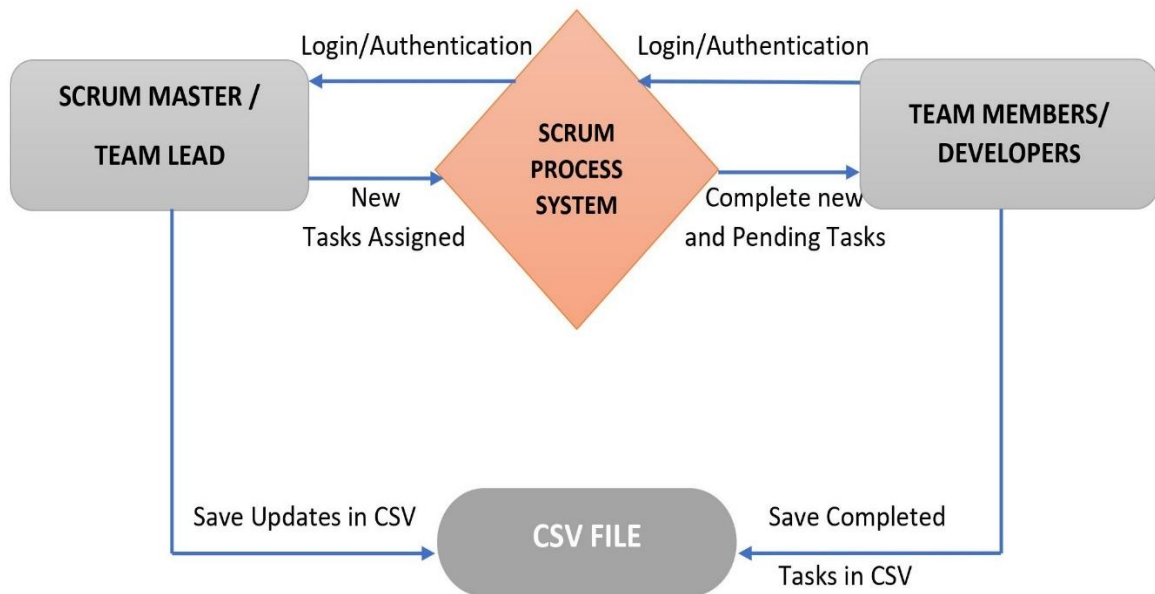 Login/Authentication
Login/Authentication
SCRUM MASTER /
TEAM LEAD
SCRUM
PROCESS
SYSTEM
TEAM MEMBERS/
DEVELOPERS
New
Tasks Assigned
Complete new
and Pending Tasks
Save Updates in CSV
CSV FILE
Save Completed
Tasks in CSV